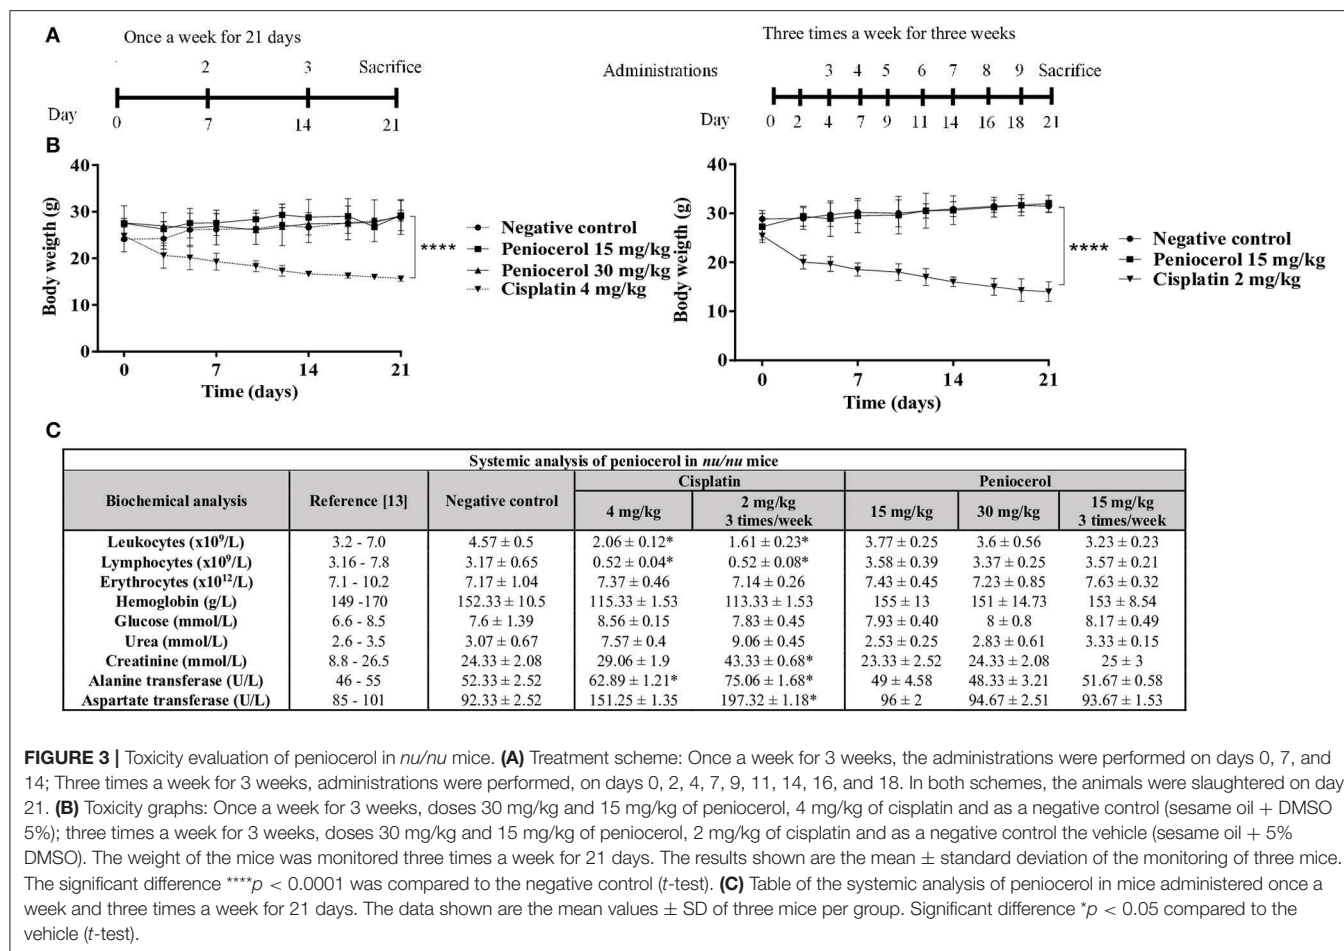 A
Once a week for 21 days
2 3 Sacrifice
Day
0 7 14 21
Three times a week for three weeks
Administrations 3 4 5 6 7 8 9 Sacrifice
Day 0 2 4 7 9 11 14 16 18 21
B
40
30
20
10
0
Body weigth (g)
0 7 14 21
Time (days)
****
Negative control
Peniocerol 15 mg/kg
Peniocerol 30 mg/kg
Cisplatin 4 mg/kg
40
30
20
10
0
Body weigth (g)
0 7 14 21
Time (days)
****
Negative control
Peniocerol 15 mg/kg
Cisplatin 2 mg/kg
C
Systemic analysis of peniocerol in nu/nu mice
Biochemical analysis Reference [13] Negative control Cisplatin Peniocerol
4 mg/kg 2 mg/kg 3 times/week 15 mg/kg 30 mg/kg 15 mg/kg 3 times/week
Leukocytes (x10⁹/L) 3.2 - 7.0 4.57 ± 0.5 2.06 ± 0.12* 1.61 ± 0.23* 3.77 ± 0.25 3.6 ± 0.56 3.23 ± 0.23
Lymphocytes (x10⁹/L) 3.16 - 7.8 3.17 ± 0.65 0.52 ± 0.04* 0.52 ± 0.08* 3.58 ± 0.39 3.37 ± 0.25 3.57 ± 0.21
Erythrocytes (x10¹²/L) 7.1 - 10.2 7.17 ± 1.04 7.37 ± 0.46 7.14 ± 0.26 7.43 ± 0.45 7.23 ± 0.85 7.63 ± 0.32
Hemoglobin (g/L) 149 -170 152.33 ± 10.5 115.33 ± 1.53 113.33 ± 1.53 155 ± 13 151 ± 14.73 153 ± 8.54
Glucose (mmol/L) 6.6 - 8.5 7.6 ± 1.39 8.56 ± 0.15 7.83 ± 0.45 7.93 ± 0.40 8 ± 0.8 8.17 ± 0.49
Urea (mmol/L) 2.6 - 3.5 3.07 ± 0.67 7.57 ± 0.4 9.06 ± 0.45 2.53 ± 0.25 2.83 ± 0.61 3.33 ± 0.15
Creatinine (mmol/L) 8.8 - 26.5 24.33 ± 2.08 29.06 ± 1.9 43.33 ± 0.68* 23.33 ± 2.52 24.33 ± 2.08 25 ± 3
Alanine transferase (U/L) 46 - 55 52.33 ± 2.52 62.89 ± 1.21* 75.06 ± 1.68* 49 ± 4.58 48.33 ± 3.21 51.67 ± 0.58
Aspartate transferase (U/L) 85 - 101 92.33 ± 2.52 151.25 ± 1.35 197.32 ± 1.18* 96 ± 2 94.67 ± 2.51 93.67 ± 1.53
FIGURE 3 | Toxicity evaluation of peniocerol in nu/nu mice. (A) Treatment scheme: Once a week for 3 weeks, the administrations were performed on days 0, 7, and
14; Three times a week for 3 weeks, administrations were performed, on days 0, 2, 4, 7, 9, 11, 14, 16, and 18. In both schemes, the animals were slaughtered on day
21. (B) Toxicity graphs: Once a week for 3 weeks, doses 30 mg/kg and 15 mg/kg of peniocerol, 4 mg/kg of cisplatin and as a negative control (sesame oil + DMSO
5%); three times a week for 3 weeks, doses 30 mg/kg and 15 mg/kg of peniocerol, 2 mg/kg of cisplatin and as a negative control the vehicle (sesame oil + 5%
DMSO). The weight of the mice was monitored three times a week for 21 days. The results shown are the mean ± standard deviation of the monitoring of three mice.
The significant difference ****p < 0.0001 was compared to the negative control (t-test). (C) Table of the systemic analysis of peniocerol in mice administered once a
week and three times a week for 21 days. The data shown are the mean values ± SD of three mice per group. Significant difference *p < 0.05 compared to the
vehicle (t-test).